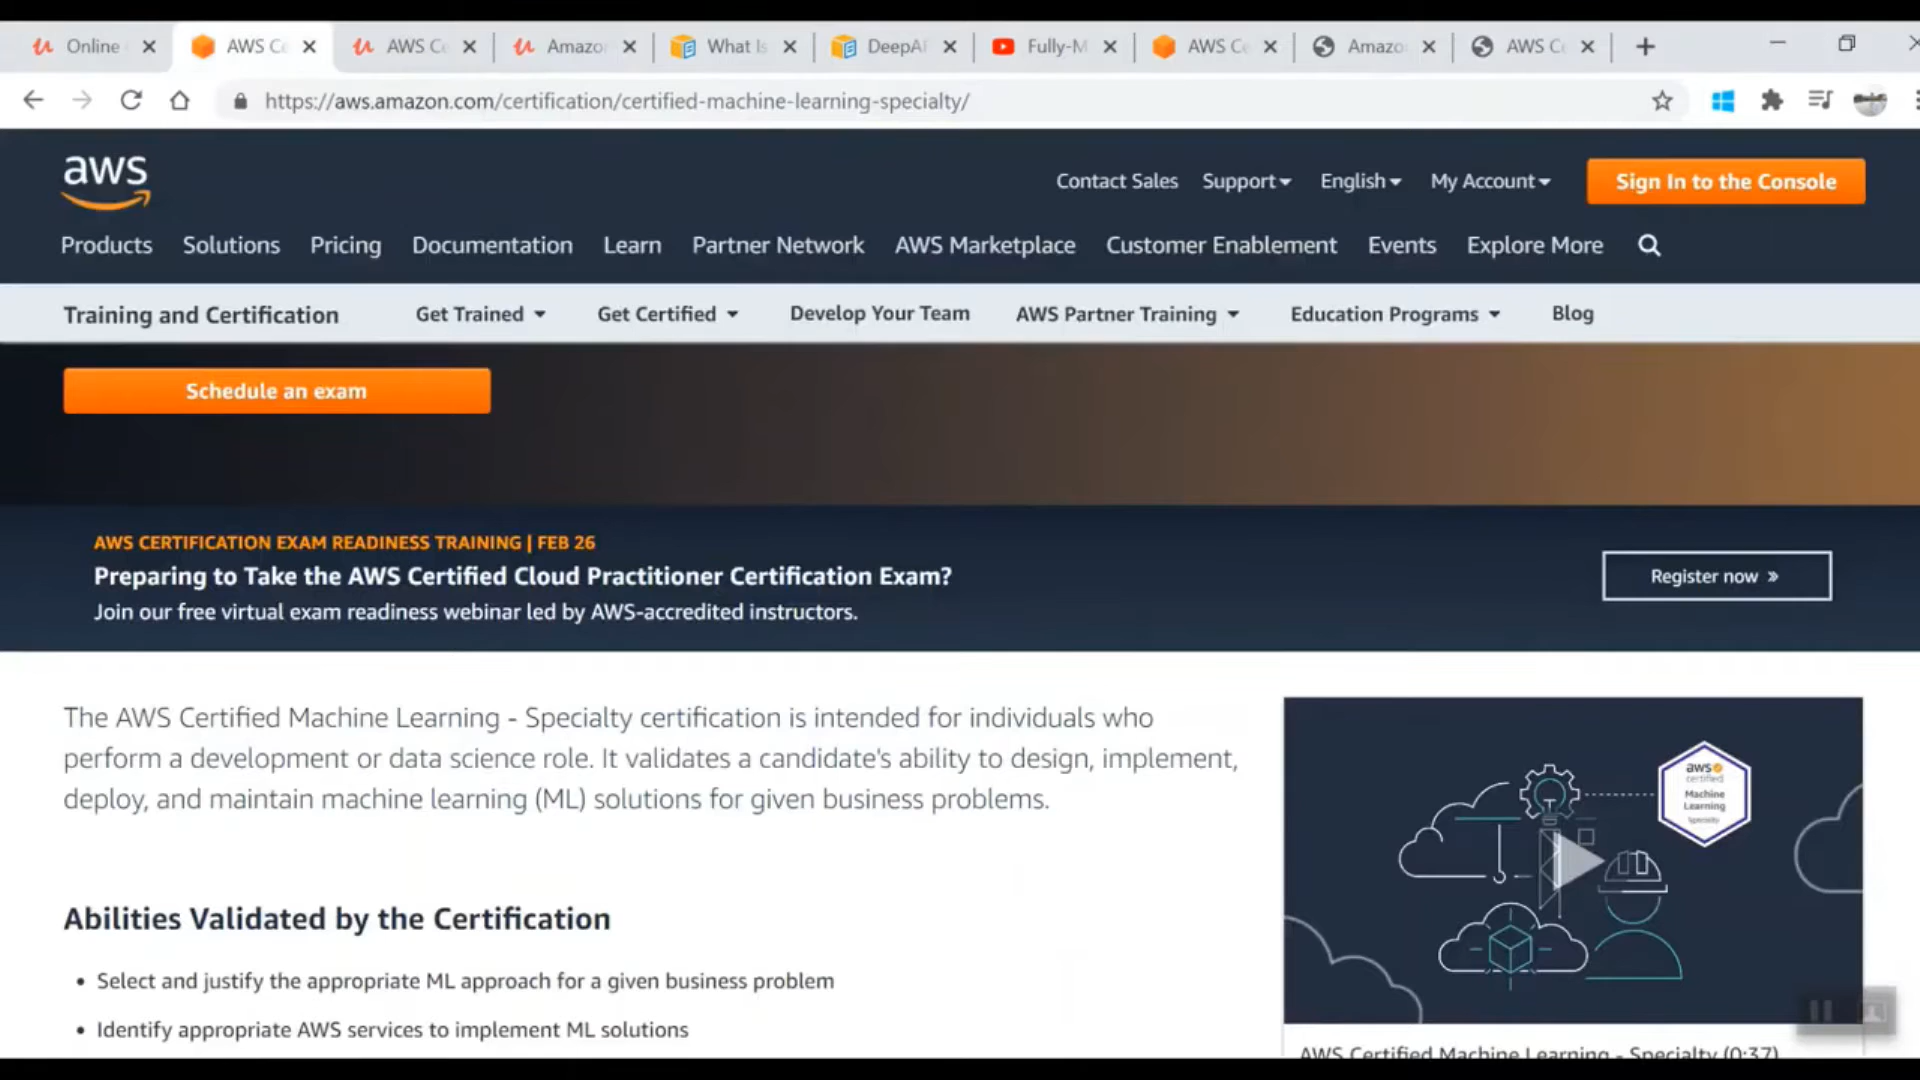 Online
AWS Ce
AWS Ce
Amazo
What Is
DeepAF
Fully-M
AWS Ce
Amazo
AWS Ce
https://aws.amazon.com/certification/certified-machine-learning-specialty/
aws
Contact Sales Support English My Account Sign In to the Console
Products Solutions Pricing Documentation Learn Partner Network AWS Marketplace Customer Enablement Events Explore More
Training and Certification Get Trained Get Certified Develop Your Team AWS Partner Training Education Programs Blog
Schedule an exam
AWS CERTIFICATION EXAM READINESS TRAINING | FEB 26
Preparing to Take the AWS Certified Cloud Practitioner Certification Exam?
Join our free virtual exam readiness webinar led by AWS-accredited instructors.
Register now »
The AWS Certified Machine Learning - Specialty certification is intended for individuals who
perform a development or data science role. It validates a candidate's ability to design, implement,
deploy, and maintain machine learning (ML) solutions for given business problems.
aws
certified
Machine
Learning
Specialty
Abilities Validated by the Certification
• Select and justify the appropriate ML approach for a given business problem
• Identify appropriate AWS services to implement ML solutions
AWS Certified Machine Learning - Specialty (0:37)